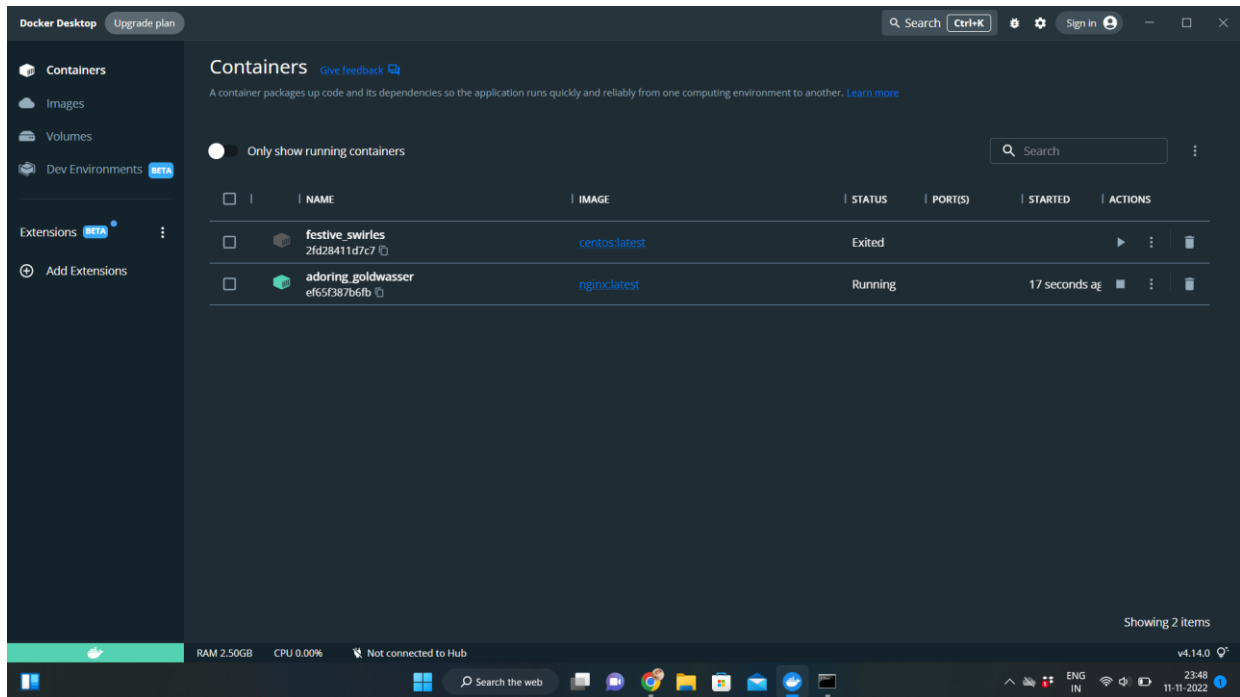 Docker Desktop Upgrade plan Search Ctrl+K Sign in
Containers
Images
Volumes
Dev Environments BETA
Extensions BETA
Add Extensions
Containers Give feedback
A container packages up code and its dependencies so the application runs quickly and reliably from one computing environment to another. Learn more
Only show running containers Search
NAME IMAGE STATUS PORT(S) STARTED ACTIONS
festive_swirles centos:latest Exited
2fd28411d7c7
adoring_goldwasser nginx:latest Running 17 seconds ag
ef65f387b6fb
Showing 2 items
RAM 2.50GB CPU 0.00% Not connected to Hub v4.14.0
Search the web ENG 23:48
IN 11-11-2022 1